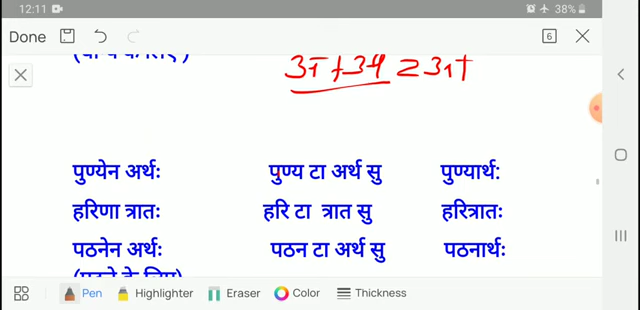 12:11 38%
Done 6
पुण्येन अर्थः पुण्य टा अर्थ सु पुण्यार्थ:
हरिणा त्रातः हरि टा त्रात सु हरित्रातः
पठनेन अर्थः पठन टा अर्थ सु पठनार्थः
Pen Highlighter Eraser Color Thickness